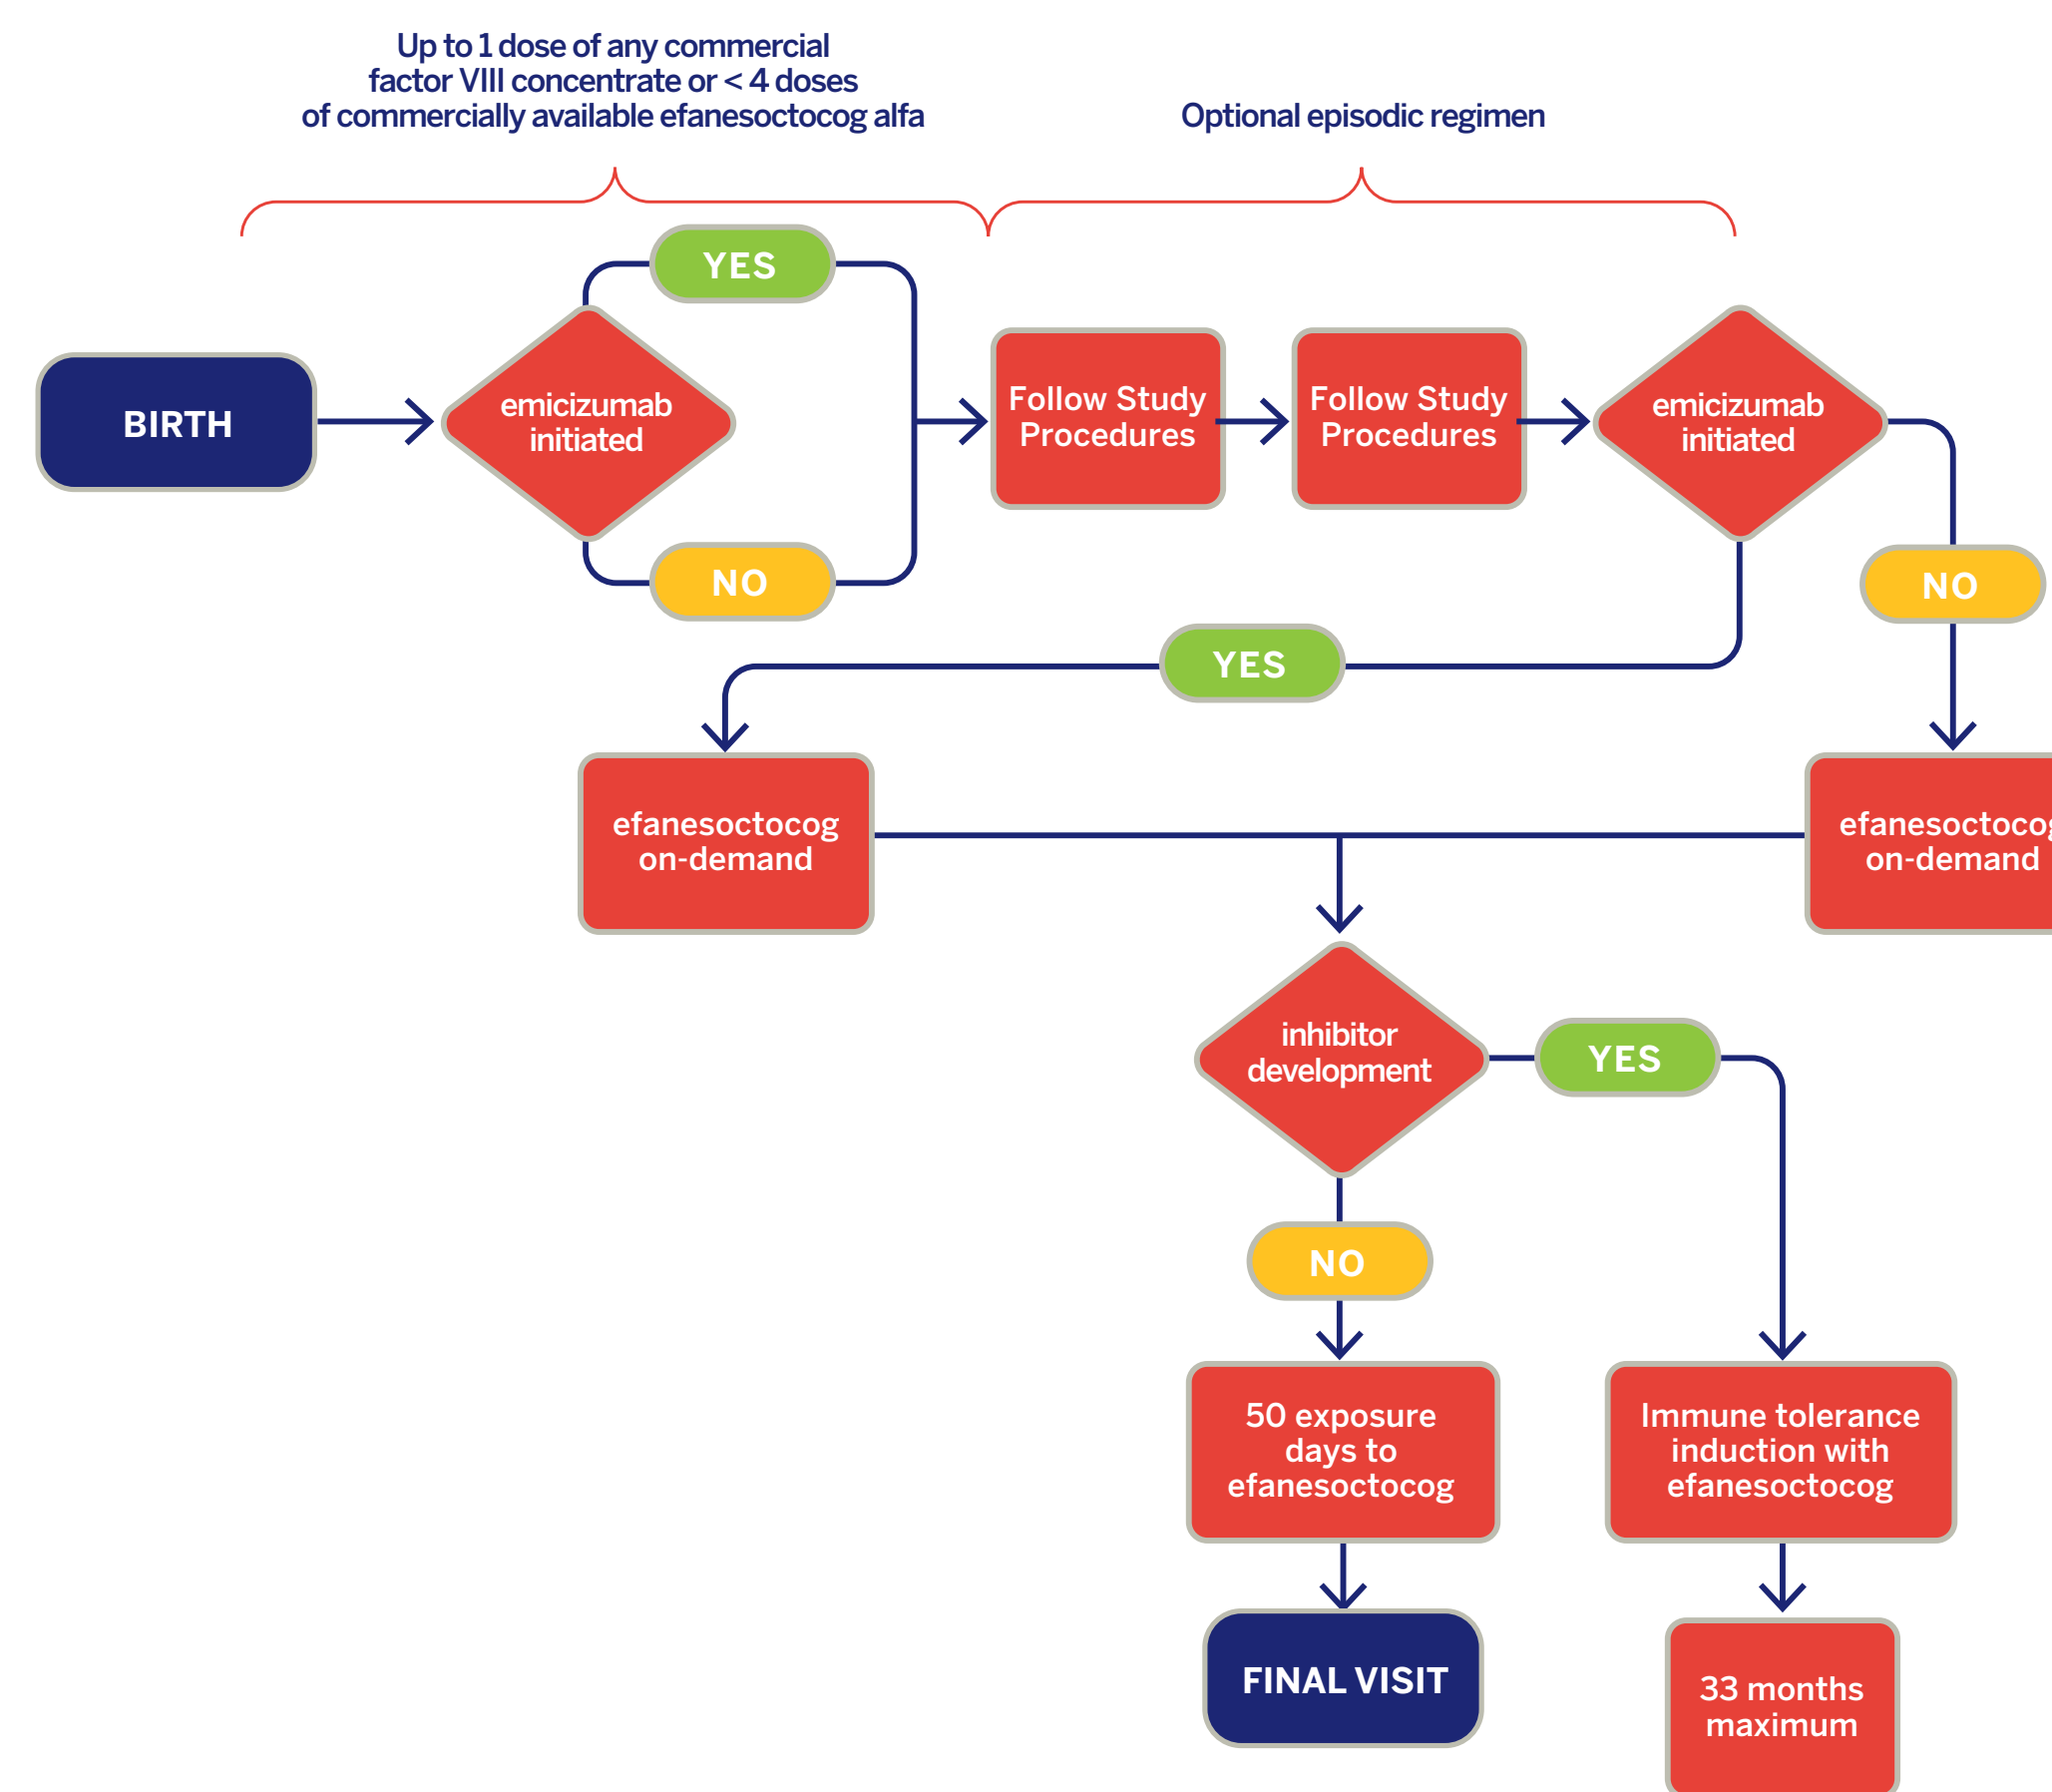 Up to 1 dose of any commercial
factor VIII concentrate or < 4 doses
of commercially available efanesoctocog alfa
Optional episodic regimen
YES
BIRTH
emicizumab
initiated
Follow Study
Procedures
Follow Study
Procedures
emicizumab
initiated
NO
NO
YES
efanesoctocog
on-demand
efanesoctocog
on-demand
inhibitor
development
YES
NO
50 exposure
days to
efanesoctocog
Immune tolerance
induction with
efanesoctocog
FINAL VISIT
33 months
maximum